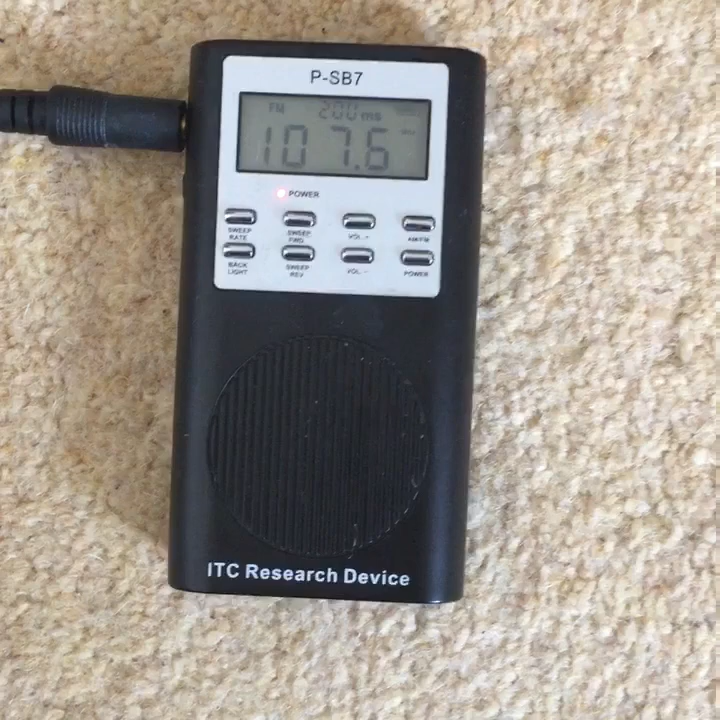 P-SB7
FM 200 ms
107.6 MHz
POWER
SWEEP RATE
SWEEP FWD
VOL.+
AM/FM
BACK LIGHT
SWEEP REV
VOL.-
POWER
ITC Research Device